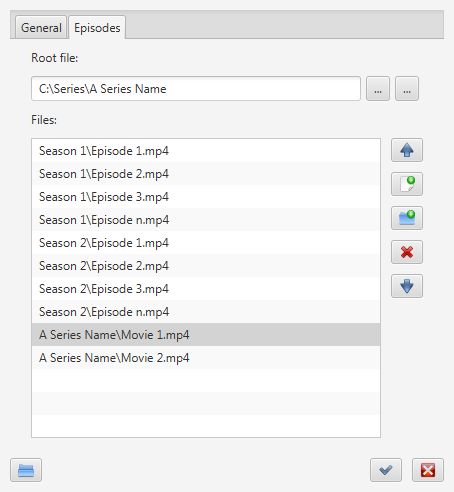 General Episodes
Root file:
C:\Series\A Series Name ... ...
Files:
Season 1\Episode 1.mp4
Season 1\Episode 2.mp4
Season 1\Episode 3.mp4
Season 1\Episode n.mp4
Season 2\Episode 1.mp4
Season 2\Episode 2.mp4
Season 2\Episode 3.mp4
Season 2\Episode n.mp4
A Series Name\Movie 1.mp4
A Series Name\Movie 2.mp4